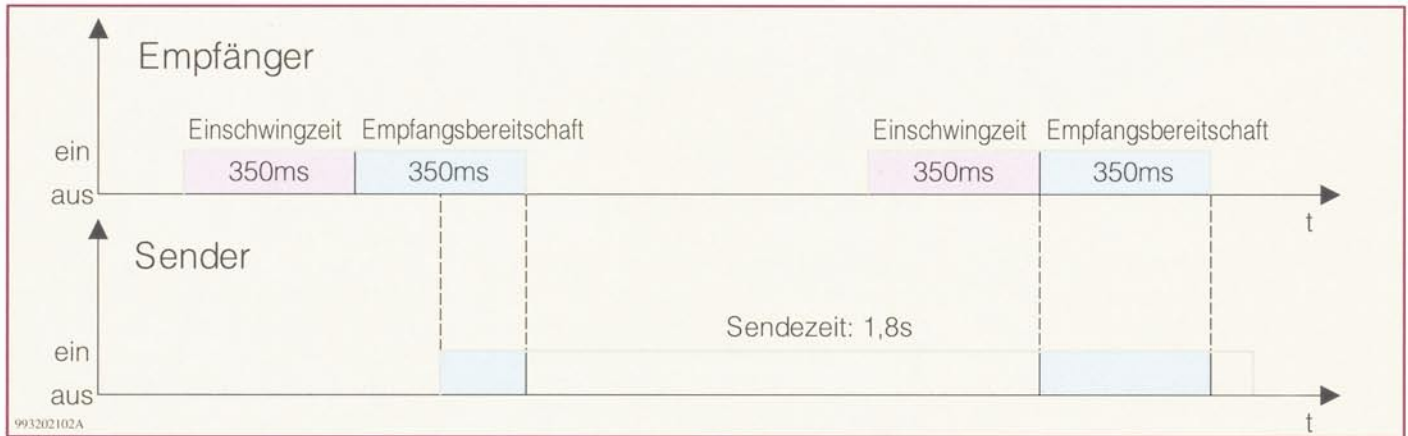 Empfänger
Einschwingzeit Empfangsbereitschaft Einschwingzeit Empfangsbereitschaft
ein
350ms 350ms 350ms 350ms
aus
t
Sender
Sendezeit: 1,8s
ein
aus
t
993202102A